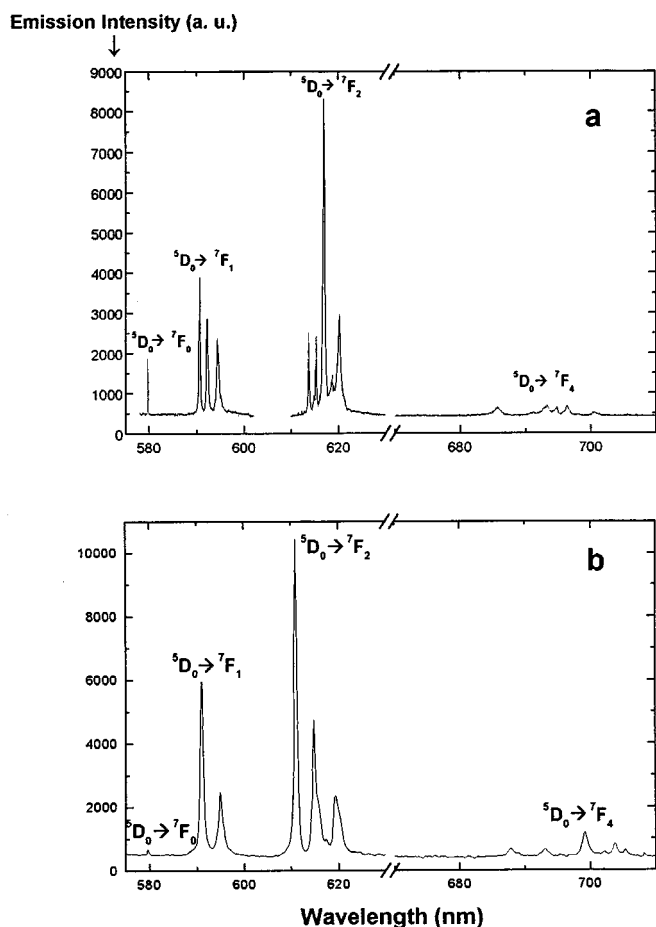 Emission Intensity (a. u.)
↓
a
⁵D₀→ ⁷F₂
⁵D₀→ ⁷F₁
⁵D₀→ ⁷F₀
⁵D₀→ ⁷F₄
9000
8000
7000
6000
5000
4000
3000
2000
1000
0
580 600 620 680 700
b
⁵D₀→ ⁷F₂
⁵D₀→ ⁷F₁
⁵D₀→ ⁷F₀
⁵D₀→ ⁷F₄
10000
8000
6000
4000
2000
0
580 600 620 680 700
Wavelength (nm)